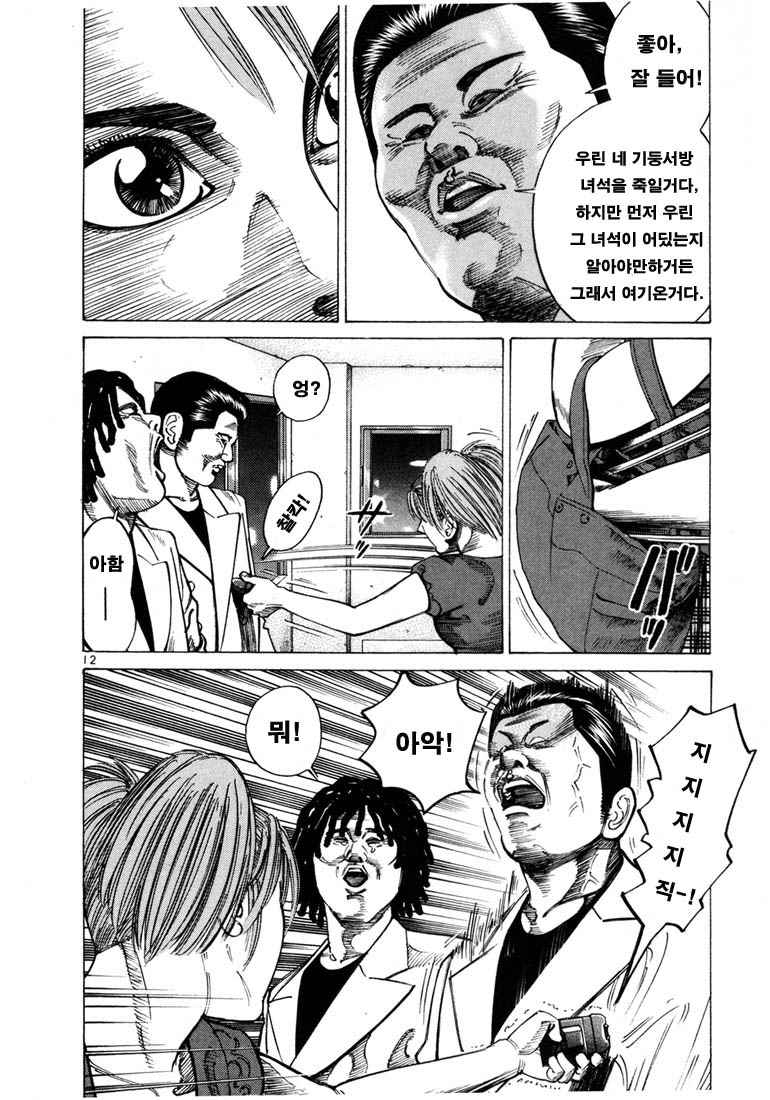 좋아,
잘 들어!
우린 네 기둥서방
녀석을 죽일거다,
하지만 먼저 우린
그 녀석이 어딨는지
알아야만하거든
그래서 여기온거다.
엉?
찰칵!
아함
—
12
뭐!
아악!
지
지
지
지
직-!